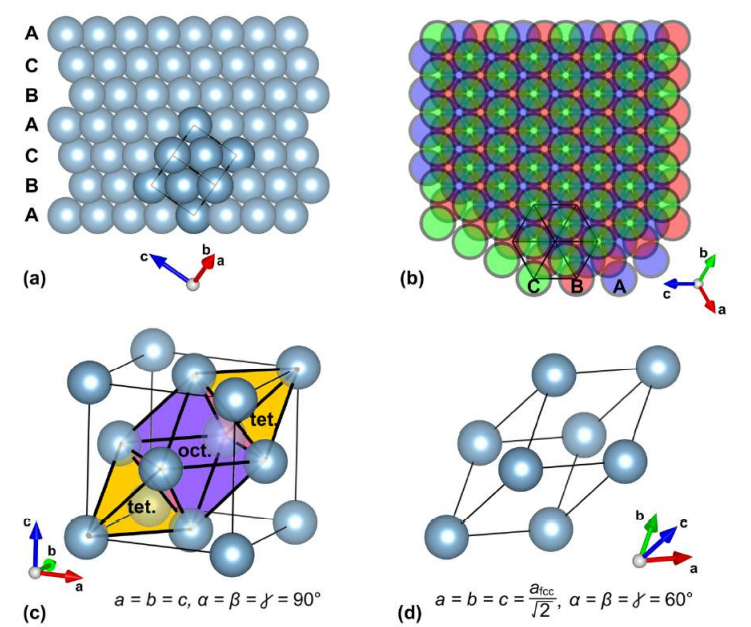 A
C
B
A
C
B
A
c
b
a
(a)
C B A
b
c
a
(b)
tet.
oct.
tet.
c
b
a
a = b = c, α = β = γ = 90°
(c)
b
c
a
a = b = c = afcc/√2, α = β = γ = 60°
(d)